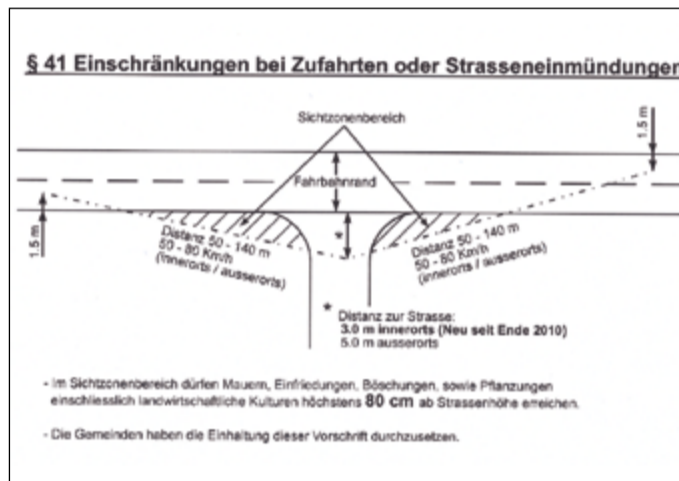 § 41 Einschränkungen bei Zufahrten oder Strasseneinmündungen
Sichtzonenbereich
1.5 m
Fahrbahnrand
1.5 m
Distanz 50 - 140 m
50 - 80 Km/h
(innerorts / ausserorts)
*
Distanz 50 - 140 m
50 - 80 Km/h
(innerorts / ausserorts)
* Distanz zur Strasse:
3.0 m innerorts (Neu seit Ende 2010)
5.0 m ausserorts
- Im Sichtzonenbereich dürfen Mauern, Einfriedungen, Böschungen, sowie Pflanzungen
einschliesslich landwirtschaftliche Kulturen höchstens 80 cm ab Strassenhöhe erreichen.
- Die Gemeinden haben die Einhaltung dieser Vorschrift durchzusetzen.